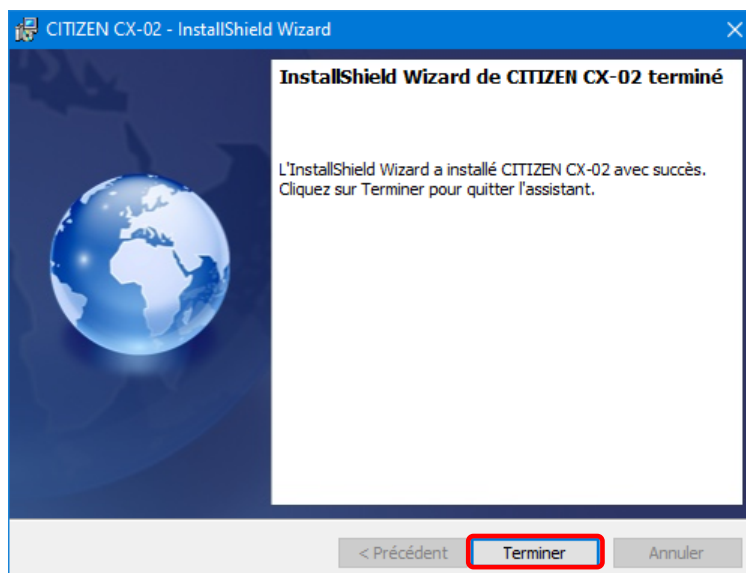 CITIZEN CX-02 - InstallShield Wizard
InstallShield Wizard de CITIZEN CX-02 terminé
L'InstallShield Wizard a installé CITIZEN CX-02 avec succès.
Cliquez sur Terminer pour quitter l'assistant.
< Précédent Terminer Annuler